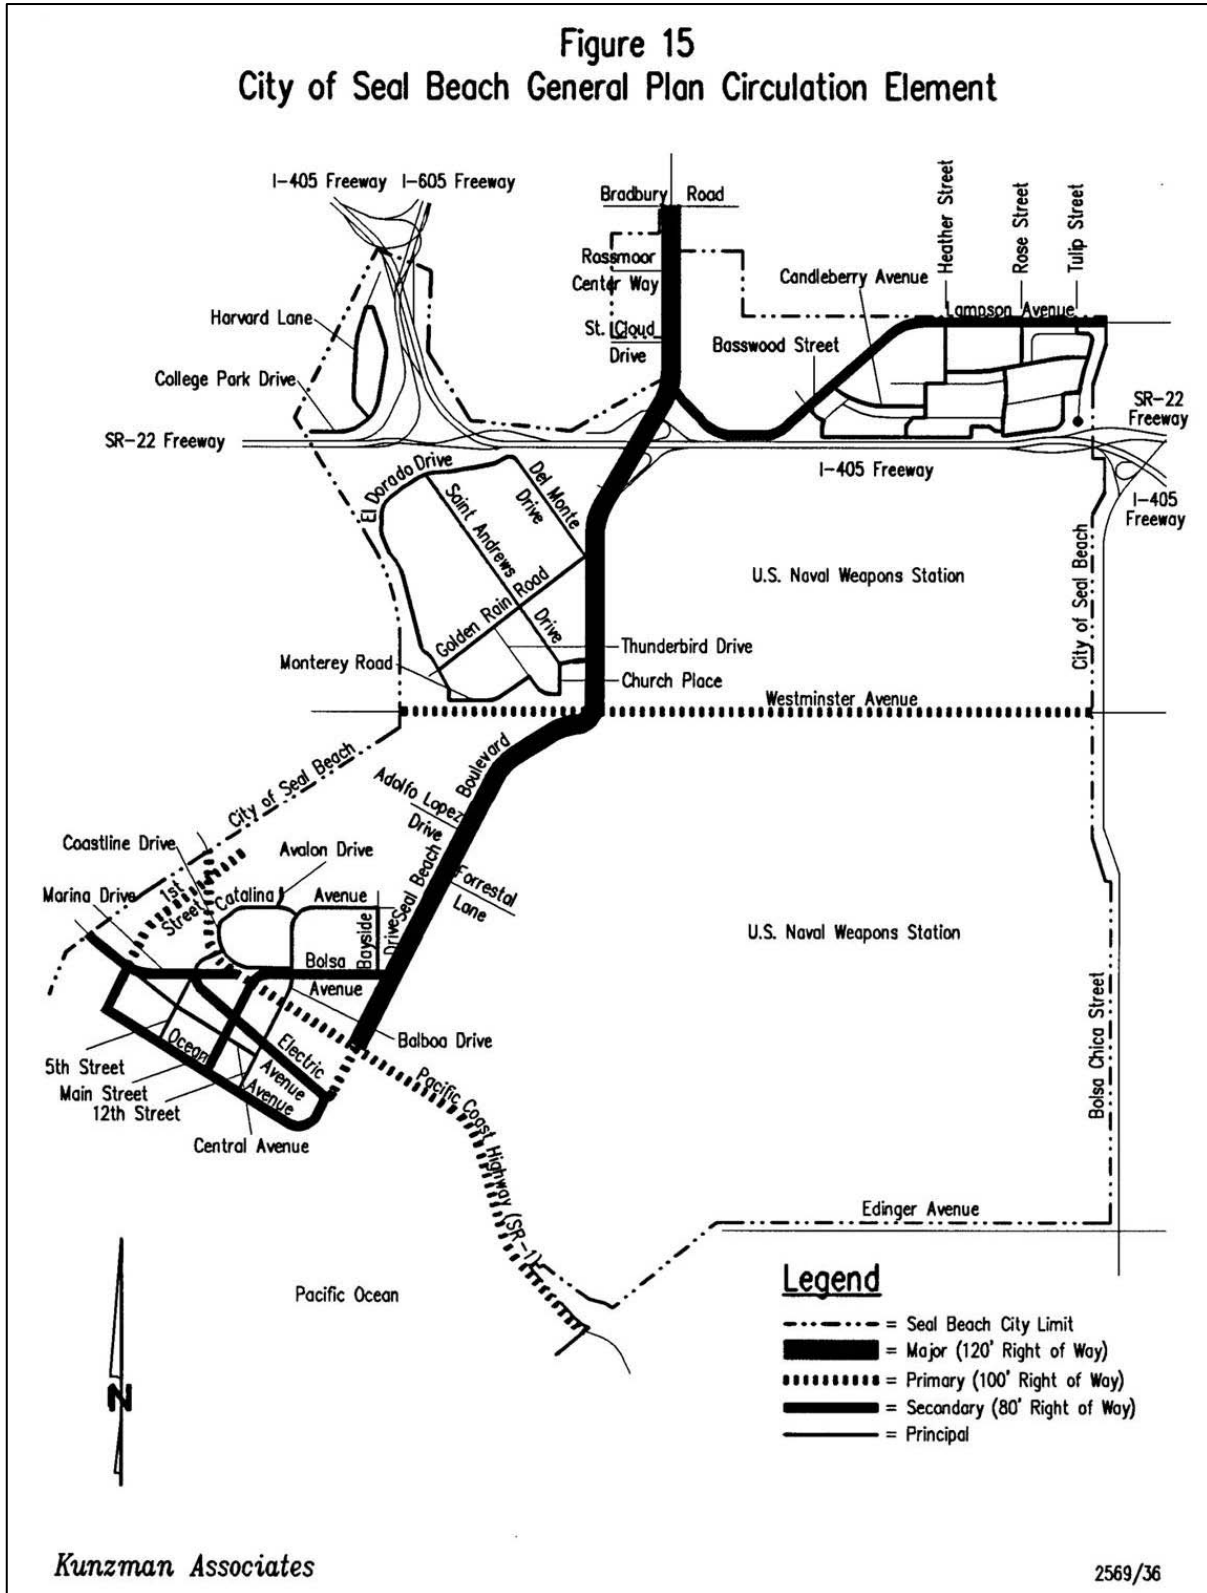 Figure 15
City of Seal Beach General Plan Circulation Element
I-405 Freeway
I-605 Freeway
Bradbury Road
Heather Street
Rose Street
Tulip Street
Rossmoor
Center Way
Candleberry Avenue
Harvard Lane
Lampson Avenue
St. Cloud
Drive
Basswood Street
College Park Drive
SR-22 Freeway
SR-22
Freeway
I-405 Freeway
I-405
Freeway
El Dorado Drive
Del Monte
Drive
Saint Andrews
Drive
Golden Rain Road
U.S. Naval Weapons Station
City of Seal Beach
Thunderbird Drive
Monterey Road
Church Place
Westminster Avenue
City of Seal Beach
Seal Beach Boulevard
Adolfo Lopez
Drive
Coastline Drive
Avalon Drive
Forrestal
Lane
Marina Drive
1st
Street
Catalina Avenue
Bayside
Drive
U.S. Naval Weapons Station
Bolsa
Avenue
Balboa Drive
Electric
Avenue
Ocean
Avenue
5th Street
Main Street
12th Street
Central Avenue
Pacific Coast Highway (SR-1)
Bolsa Chica Street
Edinger Avenue
Pacific Ocean
N
Legend
= Seal Beach City Limit
= Major (120' Right of Way)
= Primary (100' Right of Way)
= Secondary (80' Right of Way)
= Principal
Kunzman Associates
2569/36